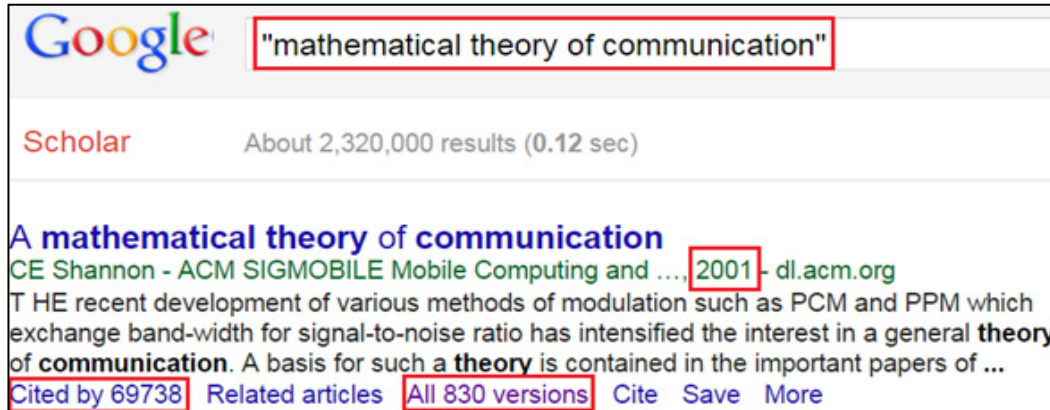 Google "mathematical theory of communication"
Scholar About 2,320,000 results (0.12 sec)
A mathematical theory of communication
CE Shannon - ACM SIGMOBILE Mobile Computing and ..., 2001 - dl.acm.org
T HE recent development of various methods of modulation such as PCM and PPM which
exchange band-width for signal-to-noise ratio has intensified the interest in a general theory
of communication. A basis for such a theory is contained in the important papers of ...
Cited by 69738 Related articles All 830 versions Cite Save More